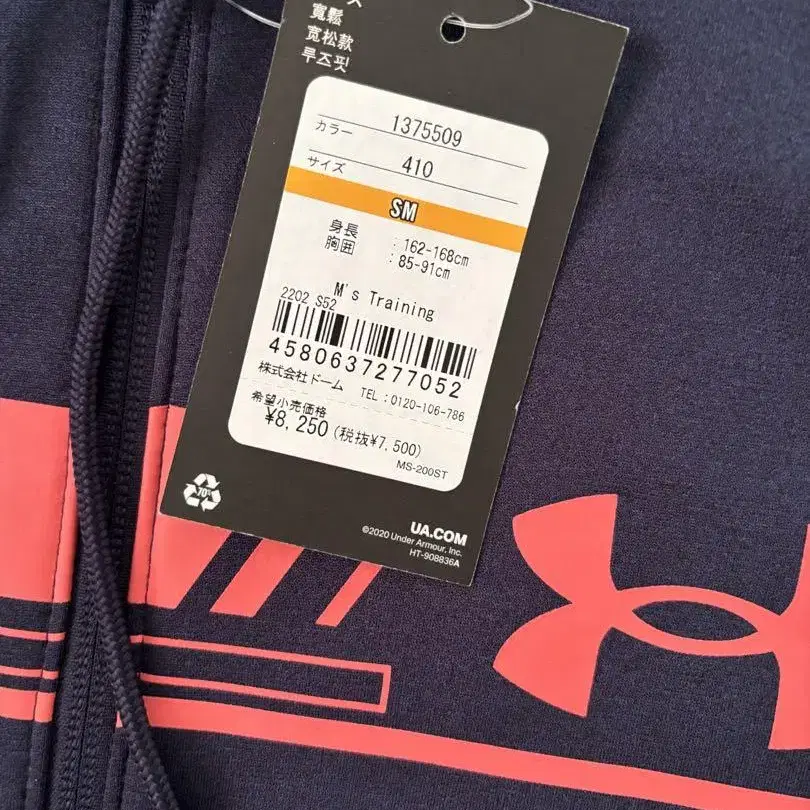 寬鬆
宽松款
루즈핏
カラー 1375509
サイズ 410
SM
身長 : 162-168cm
胸囲 : 85-91cm
M's Training
2202 S52
4580637277052
株式会社ドーム TEL : 0120-106-786
希望小売価格
¥8,250 (税抜¥7,500)
MS-200ST
70%
UA.COM
©2020 Under Armour, Inc.
HT-908836A